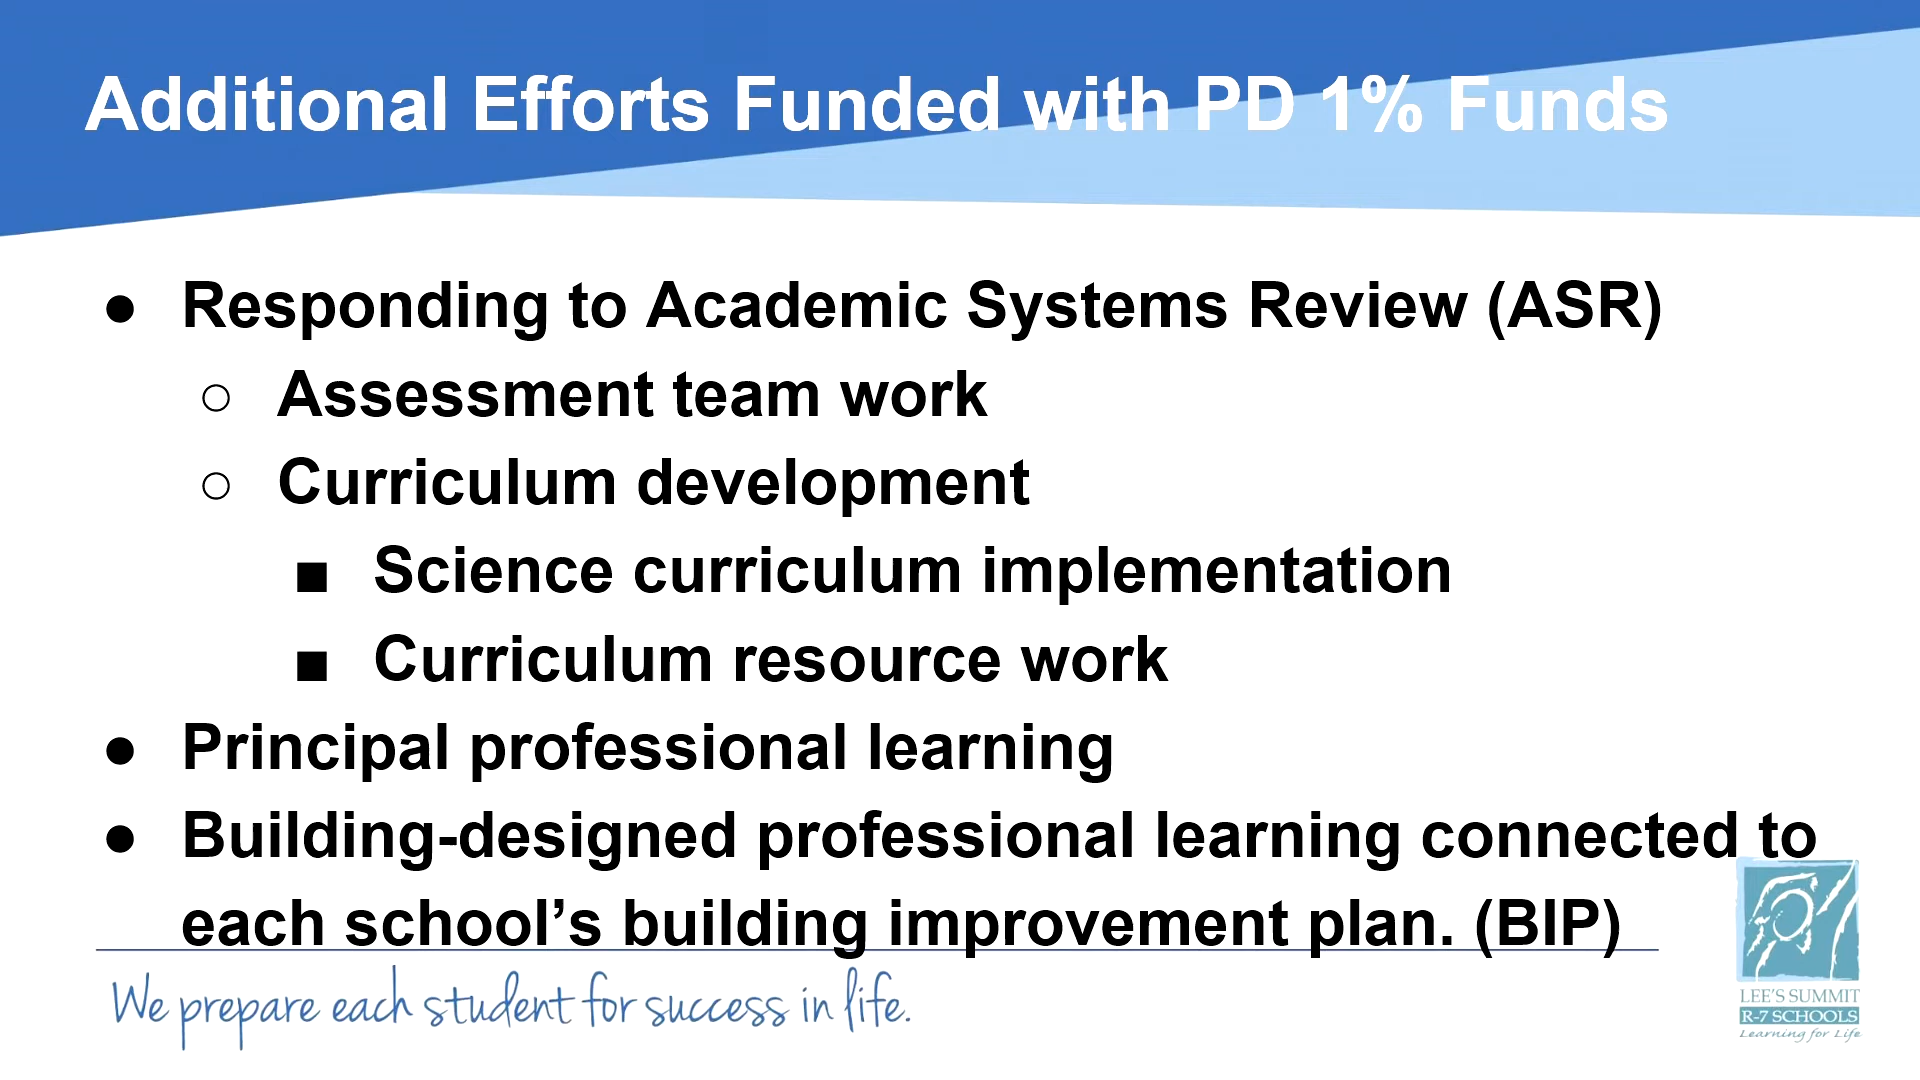 Additional Efforts Funded with PD 1% Funds
● Responding to Academic Systems Review (ASR)
○ Assessment team work
○ Curriculum development
■ Science curriculum implementation
■ Curriculum resource work
● Principal professional learning
● Building-designed professional learning connected to
each school’s building improvement plan. (BIP)
We prepare each student for success in life.
LEE'S SUMMIT
R-7 SCHOOLS
Learning for Life